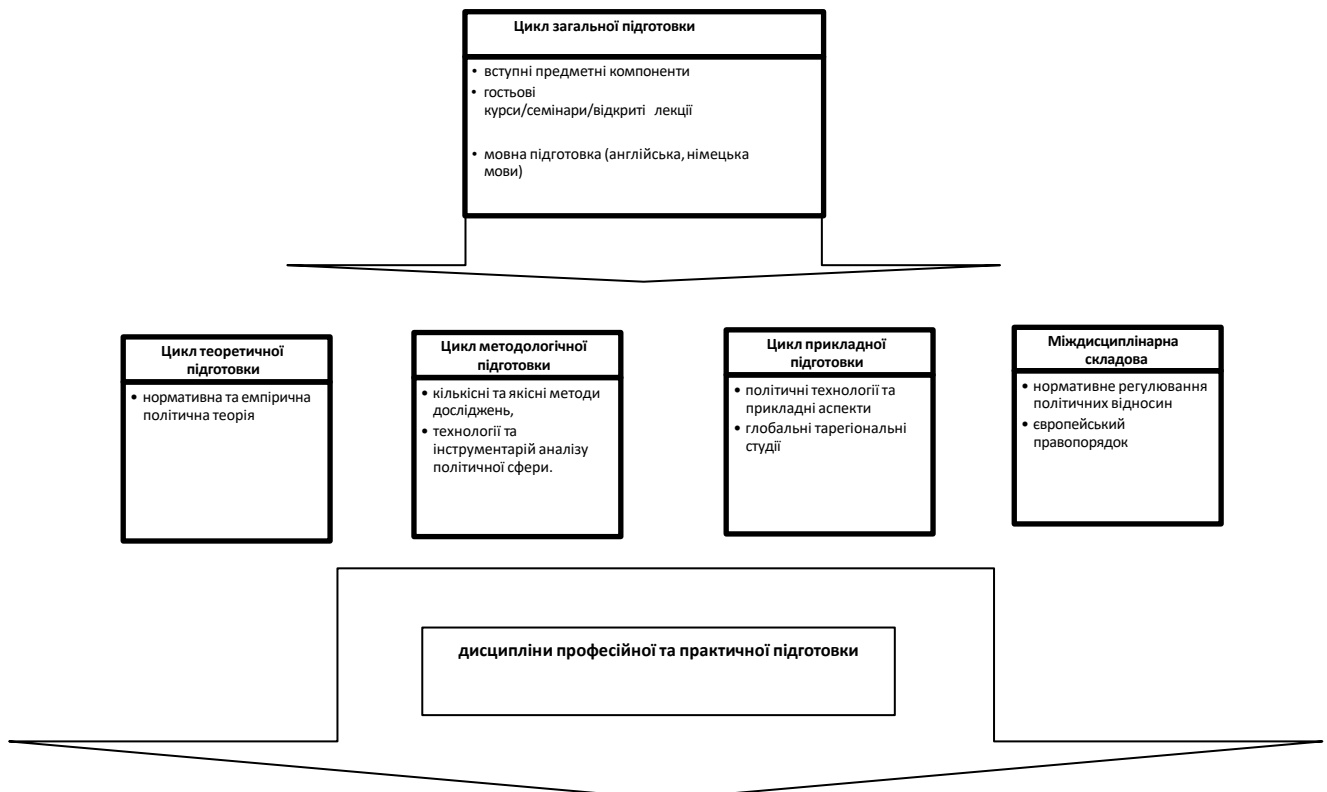 Цикл загальної підготовки
• вступні предметні компоненти
• гостьові
курси/семінари/відкриті лекції
• мовна підготовка (англійська, німецька
мови)
Цикл теоретичної
підготовки
• нормативна та емпірична
політична теорія
Цикл методологічної
підготовки
• кількісні та якісні методи
досліджень,
• технології та
інструментарій аналізу
політичної сфери.
Цикл прикладної
підготовки
• політичні технології та
прикладні аспекти
• глобальні тарегіональні
студії
Міждисциплінарна
складова
• нормативне регулювання
політичних відносин
• європейський
правопорядок
дисципліни професійної та практичної підготовки